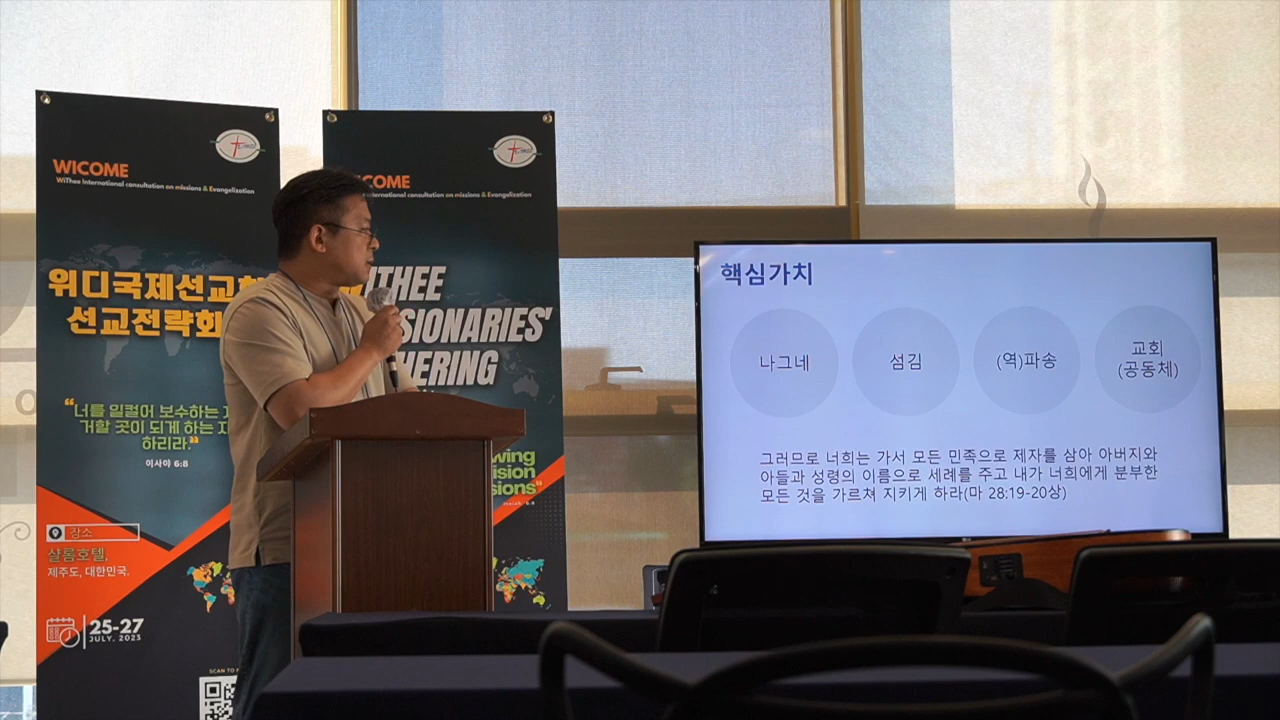 WICOME
WiThee International consultation on missions & Evangelization
위디국제선교
선교전략회
“너를 일컬어 보수하는
거할 곳이 되게 하는
하리라.”
이사야 6:8
장소
샬롬호텔,
제주도, 대한민국.
25-27
JULY, 2023
SCAN TO
COME
International consultation on missions & Evangelization
ITHEE
SIONARIES'
HERING
wing
ision
sions”
Isaiah. 6:8
핵심가치
나그네
섬김
(역)파송
교회
(공동체)
그러므로 너희는 가서 모든 민족으로 제자를 삼아 아버지와
아들과 성령의 이름으로 세례를 주고 내가 너희에게 분부한
모든 것을 가르쳐 지키게 하라(마 28:19-20상)